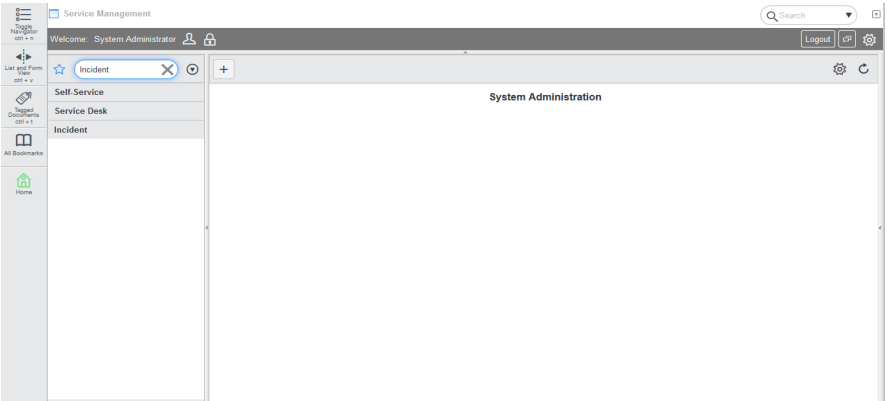 Toggle
Navigator
ctrl + n
List and Form
View
ctrl + v
Tagged
Documents
ctrl + t
All Bookmarks
Home
Service Management
Search
Welcome: System Administrator
Logout
Incident
Self-Service
Service Desk
Incident
+
System Administration